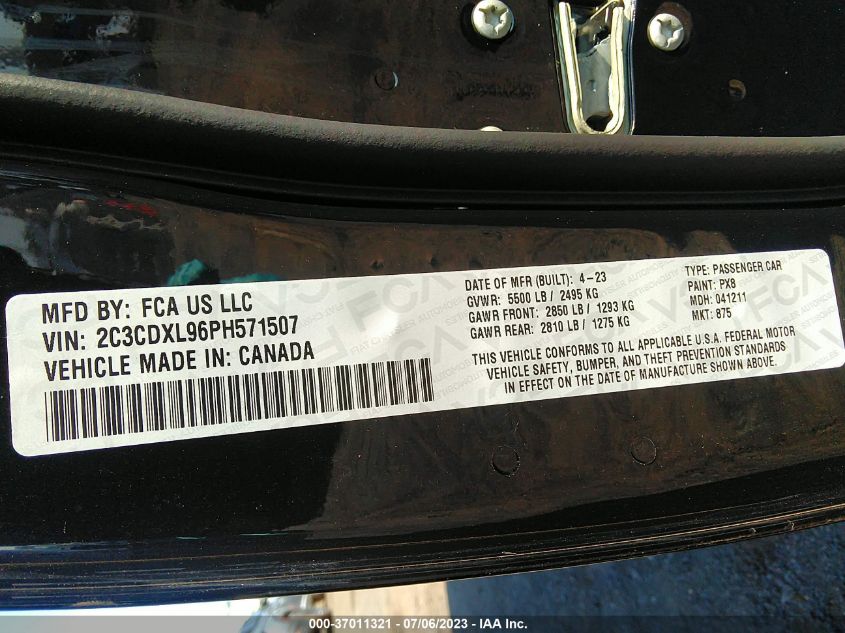 MFD BY: FCA US LLC
VIN: 2C3CDXL96PH571507
VEHICLE MADE IN: CANADA
DATE OF MFR (BUILT): 4-23
GVWR: 5500 LB / 2495 KG
GAWR FRONT: 2850 LB / 1293 KG
GAWR REAR: 2810 LB / 1275 KG
TYPE: PASSENGER CAR
PAINT: PX8
MDH: 041211
MKT: 875
THIS VEHICLE CONFORMS TO ALL APPLICABLE U.S.A. FEDERAL MOTOR
VEHICLE SAFETY, BUMPER, AND THEFT PREVENTION STANDARDS
IN EFFECT ON THE DATE OF MANUFACTURE SHOWN ABOVE.
000-37011321 - 07/06/2023 - IAA Inc.